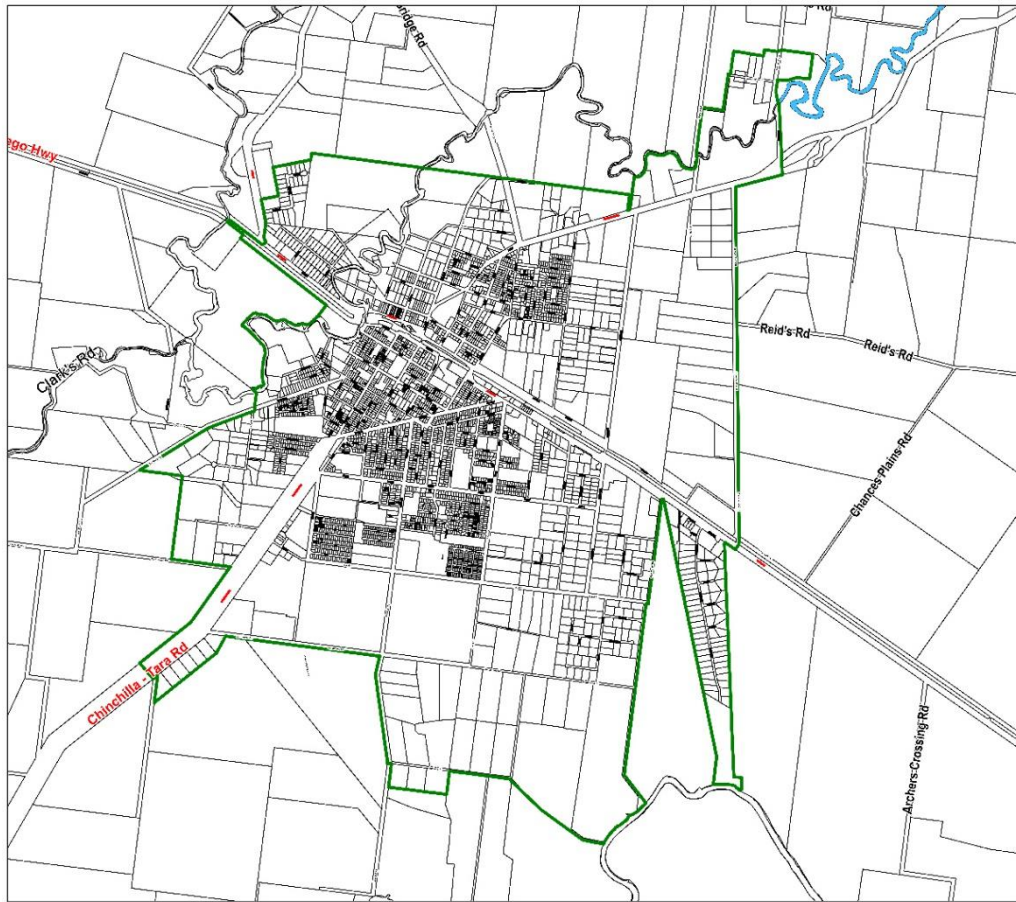 ridge Rd
s Rd
ego Hwy
Reid's Rd
Reid's Rd
Clark's Rd
Chances Plains Rd
Chinchilla - Tara Rd
Archers Crossing Rd